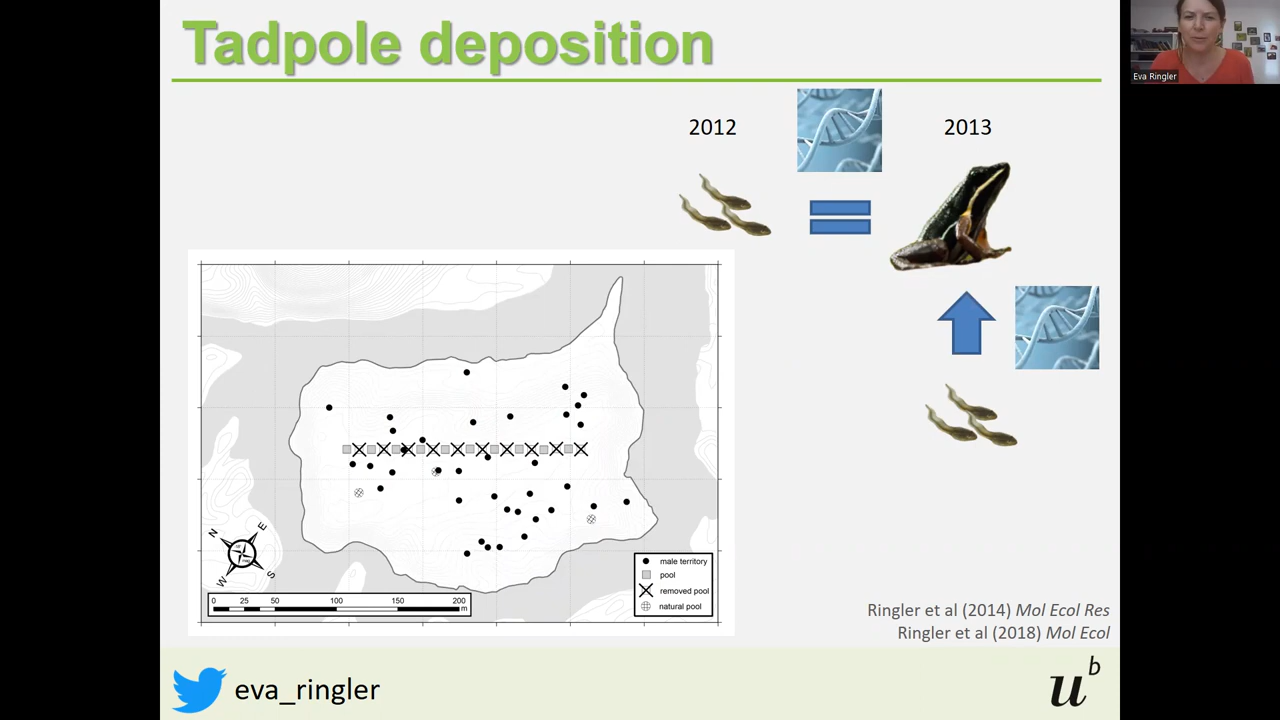 Tadpole deposition
Eva Ringler
2012
2013
N
E
W
S
0 25 50 100 150 200
m
male territory
pool
removed pool
natural pool
Ringler et al (2014) Mol Ecol Res
Ringler et al (2018) Mol Ecol
eva_ringler
u^b